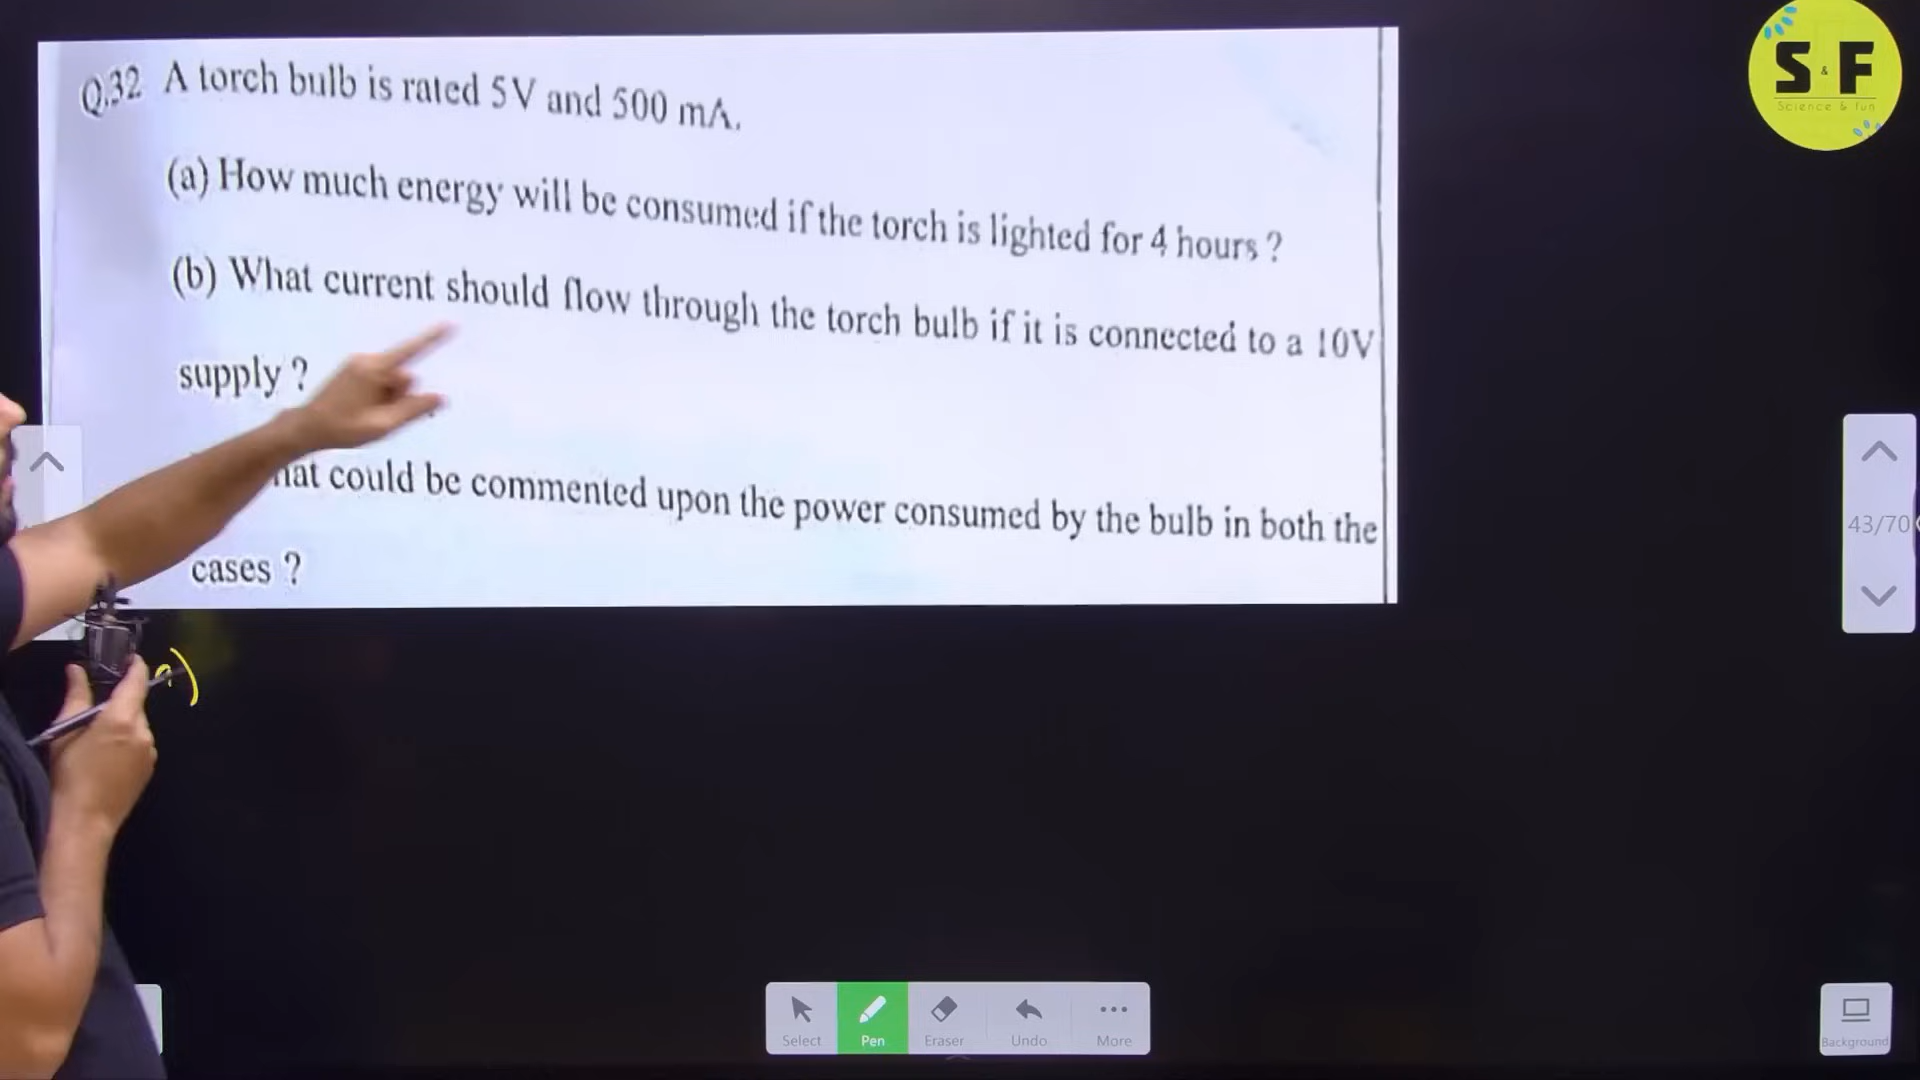 Q.32 A torch bulb is rated 5V and 500 mA.
(a) How much energy will be consumed if the torch is lighted for 4 hours ?
(b) What current should flow through the torch bulb if it is connected to a 10V
supply ?
could be commented upon the power consumed by the bulb in both the
cases ?
a)
S & F
Science & fun
43/70
Select
Pen
Eraser
Undo
More
Background